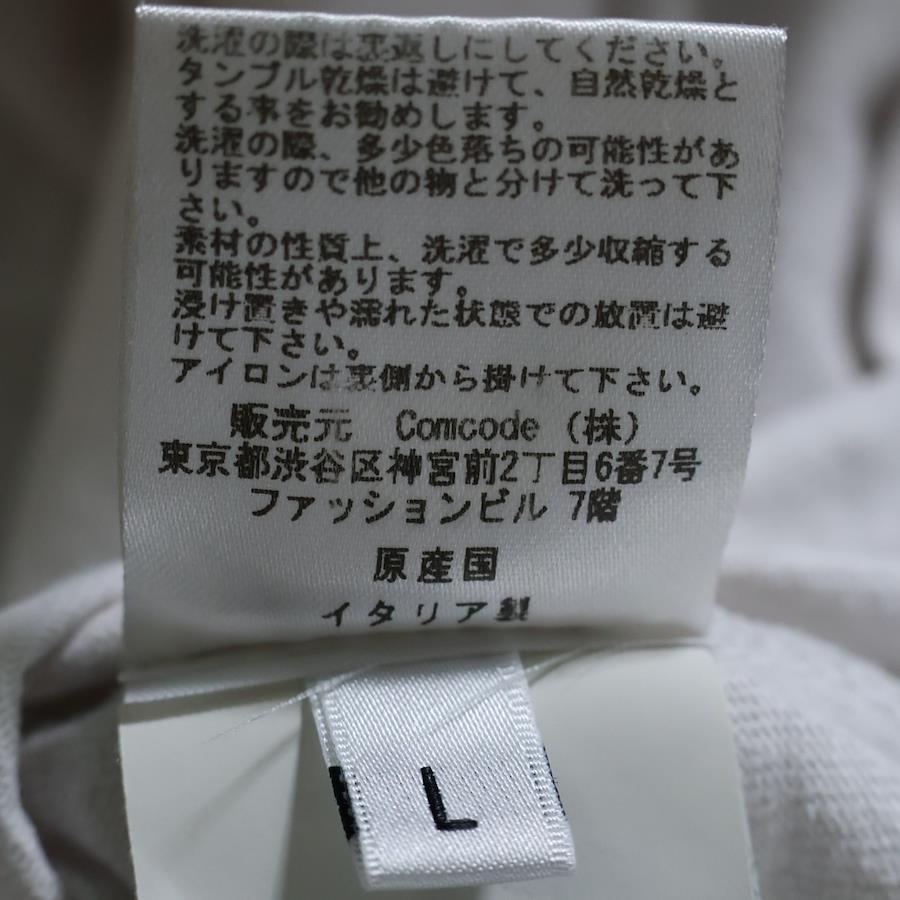 洗濯の際は裏返しにしてください。
タンブル乾燥は避けて、自然乾燥と
する事をお勧めします。
洗濯の際、多少色落ちの可能性があ
りますので他の物と分けて洗って下
さい。
素材の性質上、洗濯で多少収縮する
可能性があります。
浸け置きや濡れた状態での放置は避
けて下さい。
アイロンは裏側から掛けて下さい。
販売元 Comcode (株)
東京都渋谷区神宮前2丁目6番7号
ファッションビル 7階
原産国
イタリア製
L